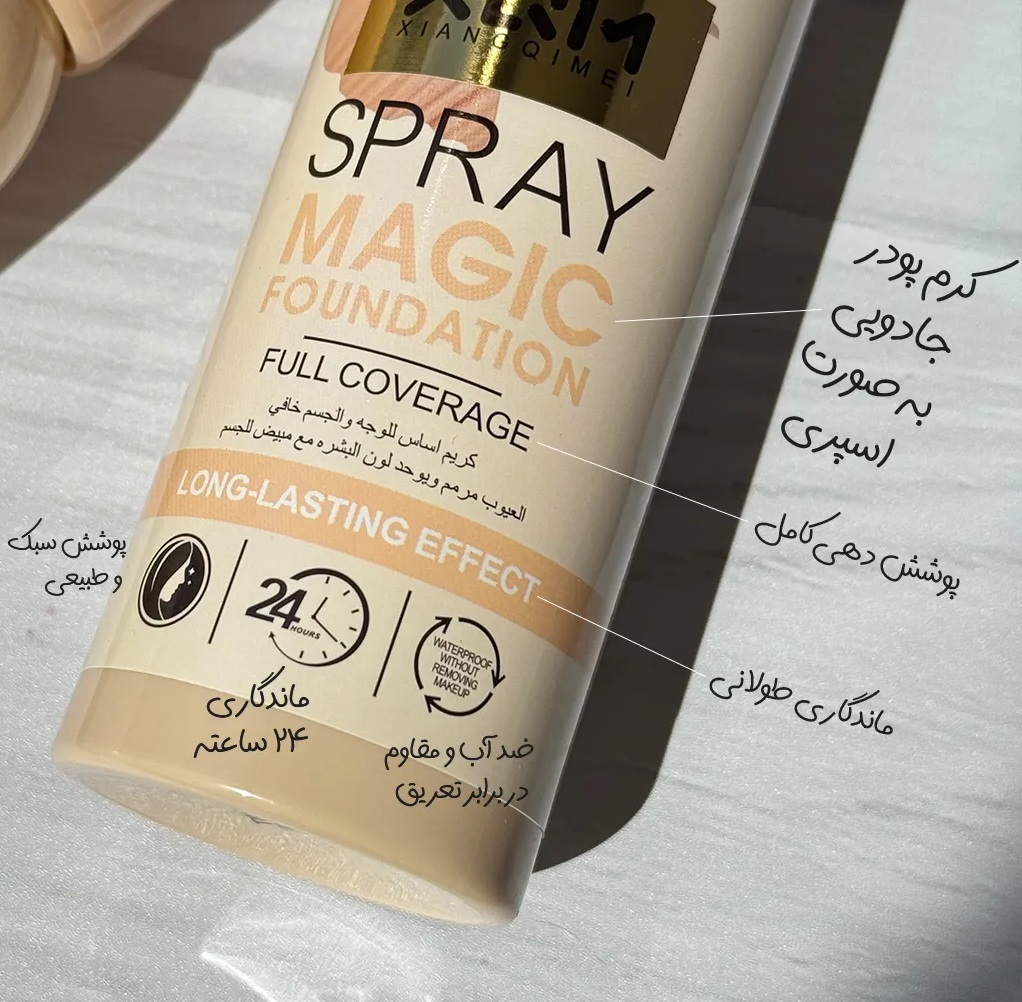 XIANGQIMEI
SPRAY
MAGIC
FOUNDATION
FULL COVERAGE
كريم اساس للوجه والجسم خافي
العيوب مرمم ويوحد لون البشره مع مبيض للجسم
LONG-LASTING EFFECT
24
HOURS
WATERPROOF
WITHOUT
REMOVING
MAKEUP
کرم پودر
جادویی
به صورت
اسپری
پوشش دهی کامل
ماندگاری طولانی
پوشش سبک
و طبیعی
ماندگاری
۲۴ ساعته
ضد آب و مقاوم
در برابر تعریق